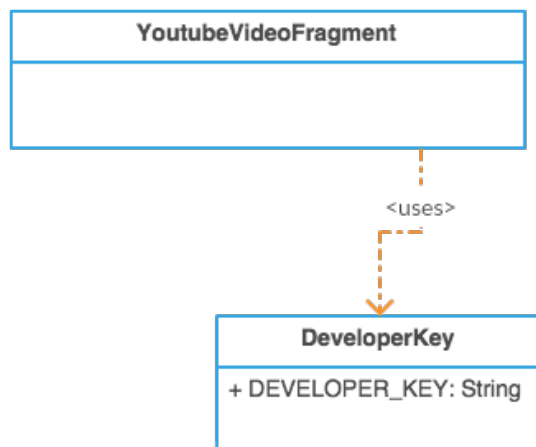 YoutubeVideoFragment
<uses>
DeveloperKey
+ DEVELOPER_KEY: String